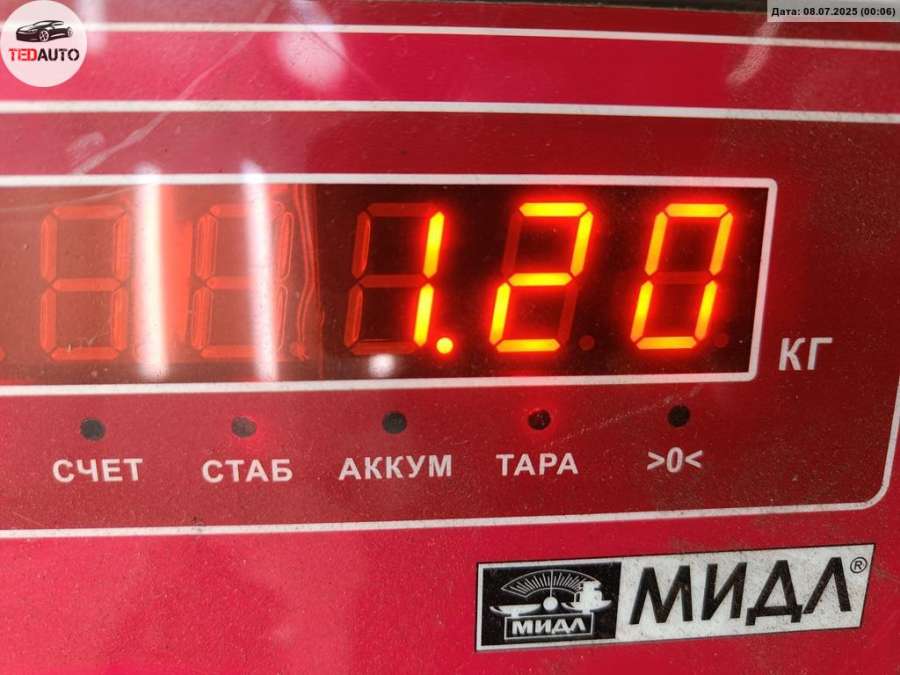 TEDAUTO
Дата: 08.07.2025 (00:06)
1.20
КГ
СЧЕТ СТАБ АККУМ ТАРА >0<
МИДЛ МИДЛ®